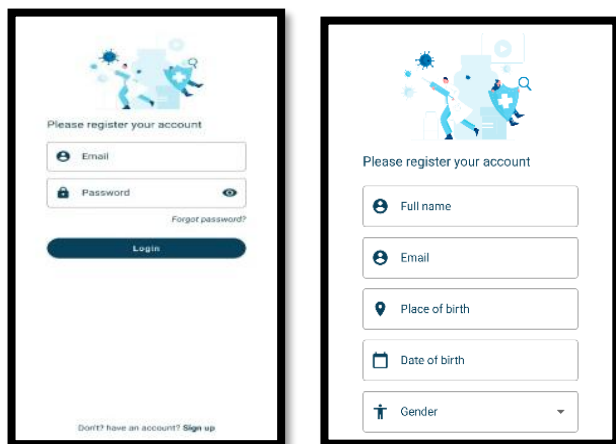 Please register your account
Email
Password
Forgot password?
Login
Don't? have an account? Sign up
Please register your account
Full name
Email
Place of birth
Date of birth
Gender